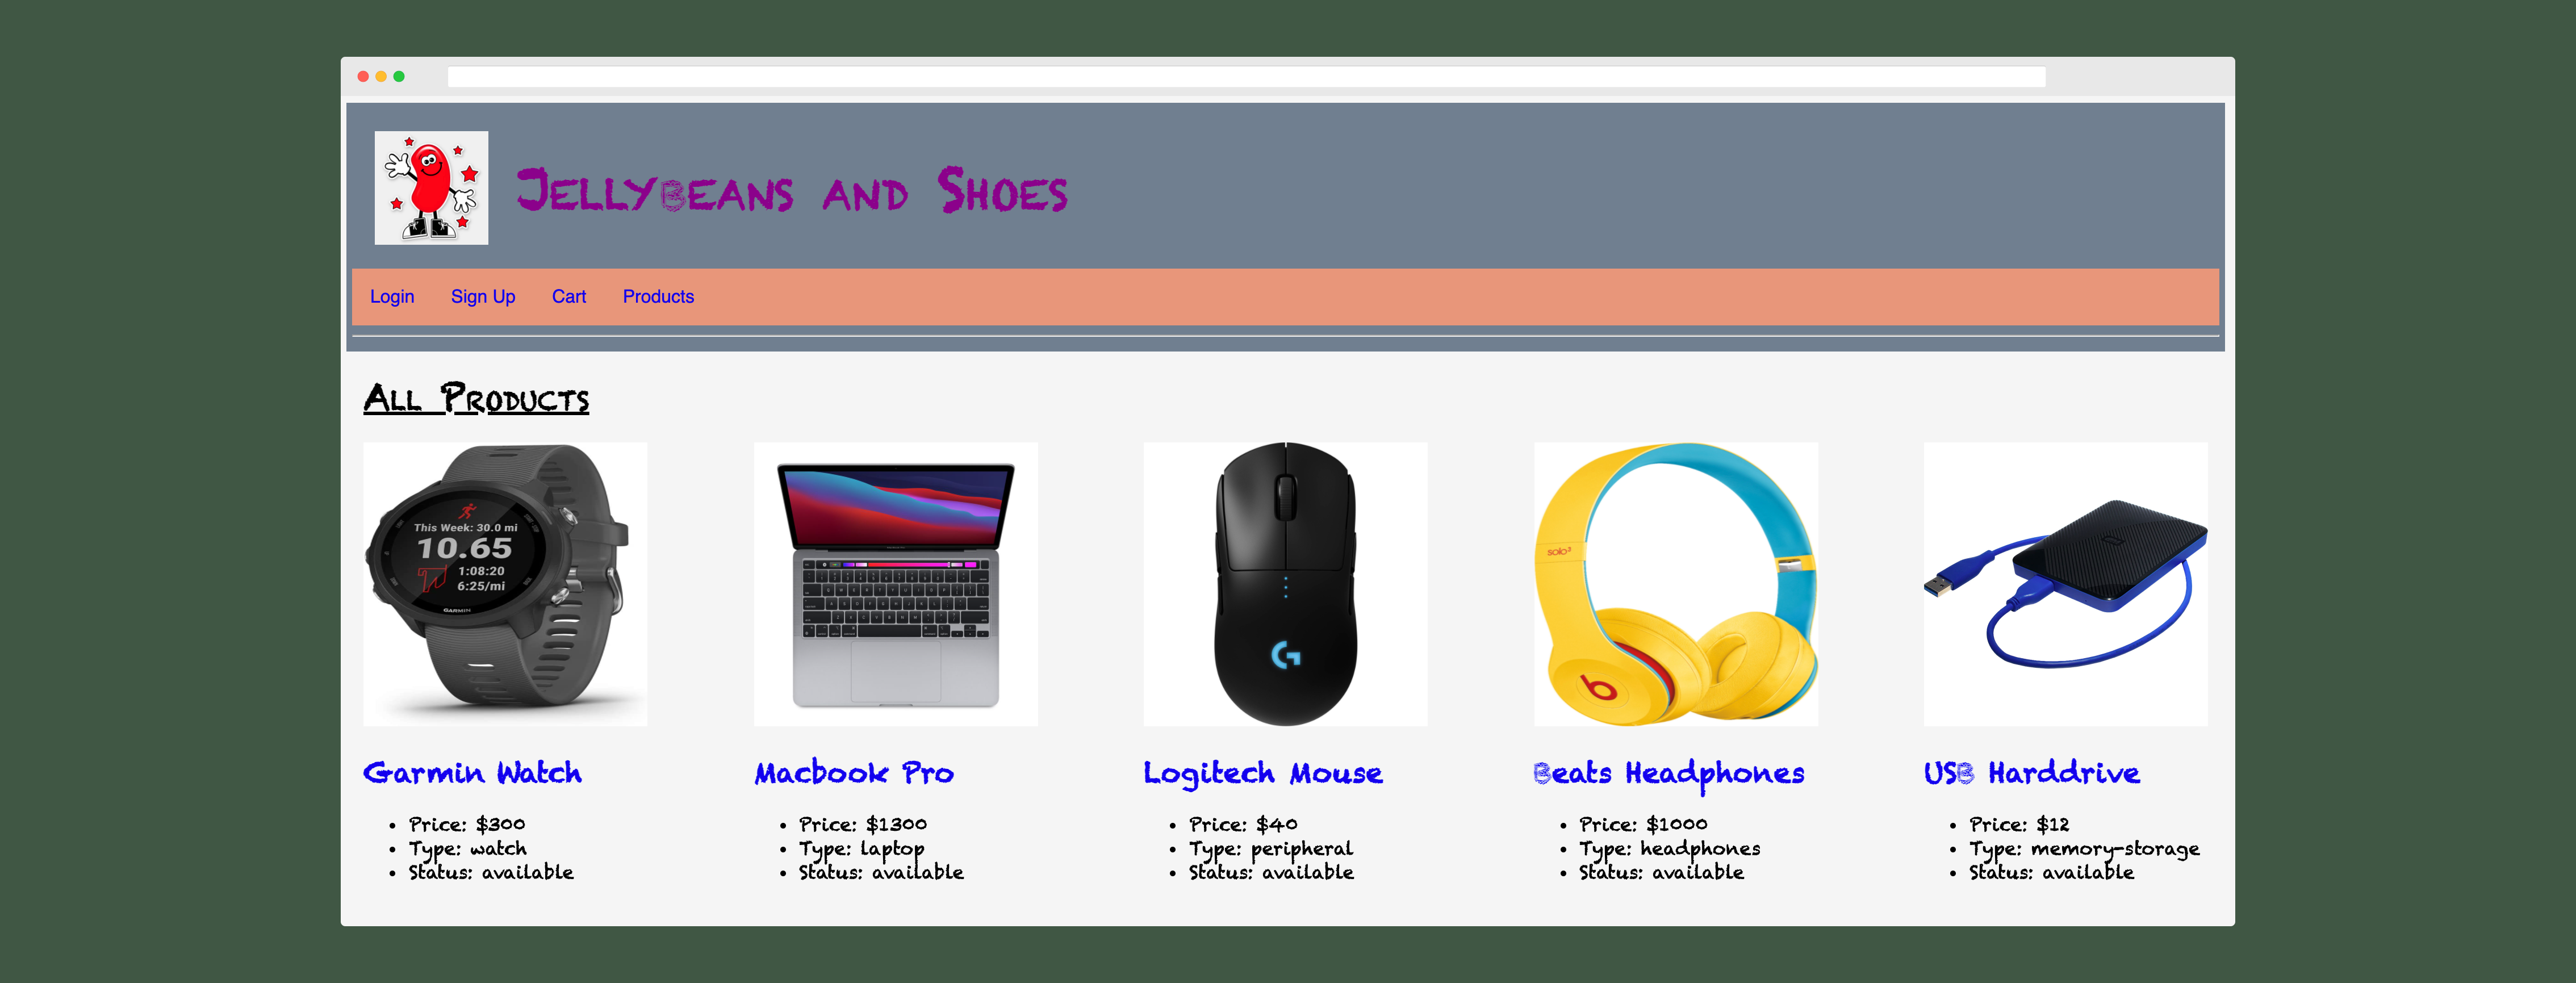 JellyBeans and Shoes
Login Sign Up Cart Products
All Products
This Week: 30.0 mi
10.65
1:08:20
6:25/mi
GARMIN
solo3
b
G
Garmin Watch
Price: $300
Type: watch
Status: available
Macbook Pro
Price: $1300
Type: laptop
Status: available
Logitech Mouse
Price: $40
Type: peripheral
Status: available
Beats Headphones
Price: $1000
Type: headphones
Status: available
USB Harddrive
Price: $12
Type: memory-storage
Status: available